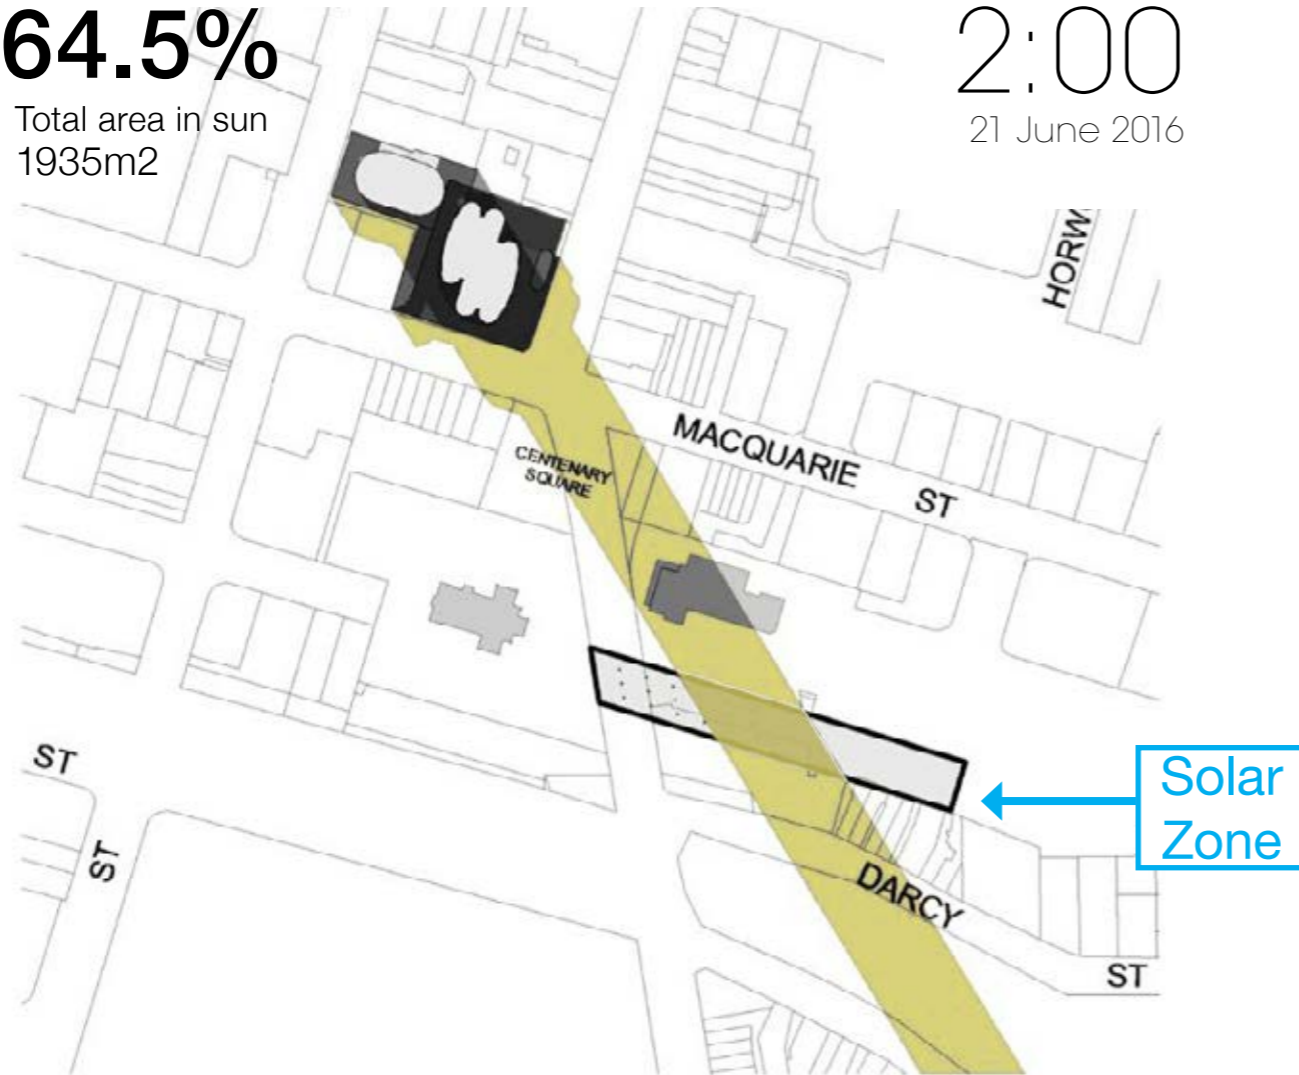 64.5%
Total area in sun
1935m2
2:00
21 June 2016
HORW
MACQUARIE ST
CENTENARY
SQUARE
ST
ST
Solar
Zone
DARCY
ST